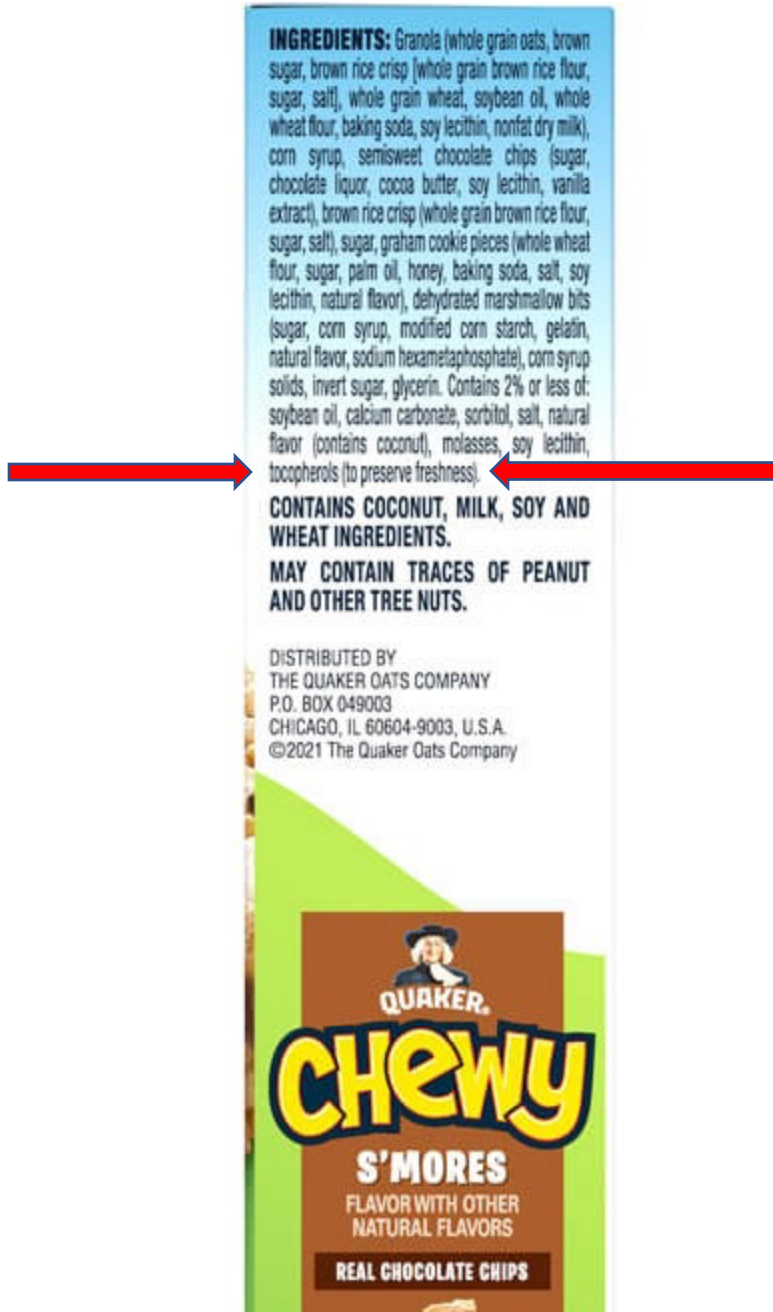 INGREDIENTS: Granola (whole grain oats, brown
sugar, brown rice crisp [whole grain brown rice flour,
sugar, salt], whole grain wheat, soybean oil, whole
wheat flour, baking soda, soy lecithin, nonfat dry milk),
corn syrup, semisweet chocolate chips (sugar,
chocolate liquor, cocoa butter, soy lecithin, vanilla
extract), brown rice crisp (whole grain brown rice flour,
sugar, salt), sugar, graham cookie pieces (whole wheat
flour, sugar, palm oil, honey, baking soda, salt, soy
lecithin, natural flavor), dehydrated marshmallow bits
(sugar, corn syrup, modified corn starch, gelatin,
natural flavor, sodium hexametaphosphate), corn syrup
solids, invert sugar, glycerin. Contains 2% or less of:
soybean oil, calcium carbonate, sorbitol, salt, natural
flavor (contains coconut), molasses, soy lecithin,
tocopherols (to preserve freshness).
CONTAINS COCONUT, MILK, SOY AND
WHEAT INGREDIENTS.
MAY CONTAIN TRACES OF PEANUT
AND OTHER TREE NUTS.
DISTRIBUTED BY
THE QUAKER OATS COMPANY
P.O. BOX 049003
CHICAGO, IL 60604-9003, U.S.A.
©2021 The Quaker Oats Company
QUAKER®
CHEWY
S'MORES
FLAVOR WITH OTHER
NATURAL FLAVORS
REAL CHOCOLATE CHIPS